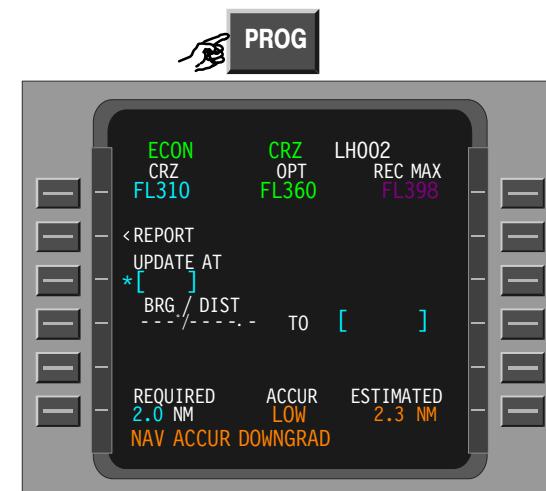 PROG
ECON CRZ LH002
CRZ OPT REC MAX
FL310 FL360 FL398
<REPORT
UPDATE AT
*[ ]
BRG / DIST
---/----.- TO [ ]
REQUIRED ACCUR ESTIMATED
2.0 NM LOW 2.3 NM
NAV ACCUR DOWNGRAD